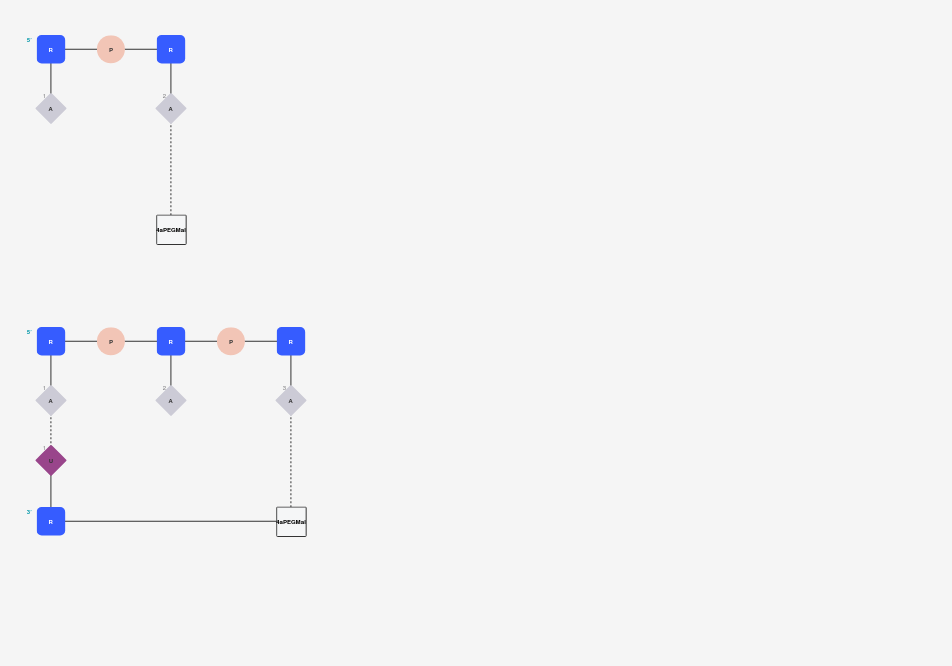 5'
R P R
1 2
A A
4aPEGMal
5'
R P R P R
1 2 3
A A A
U
3'
R 4aPEGMal